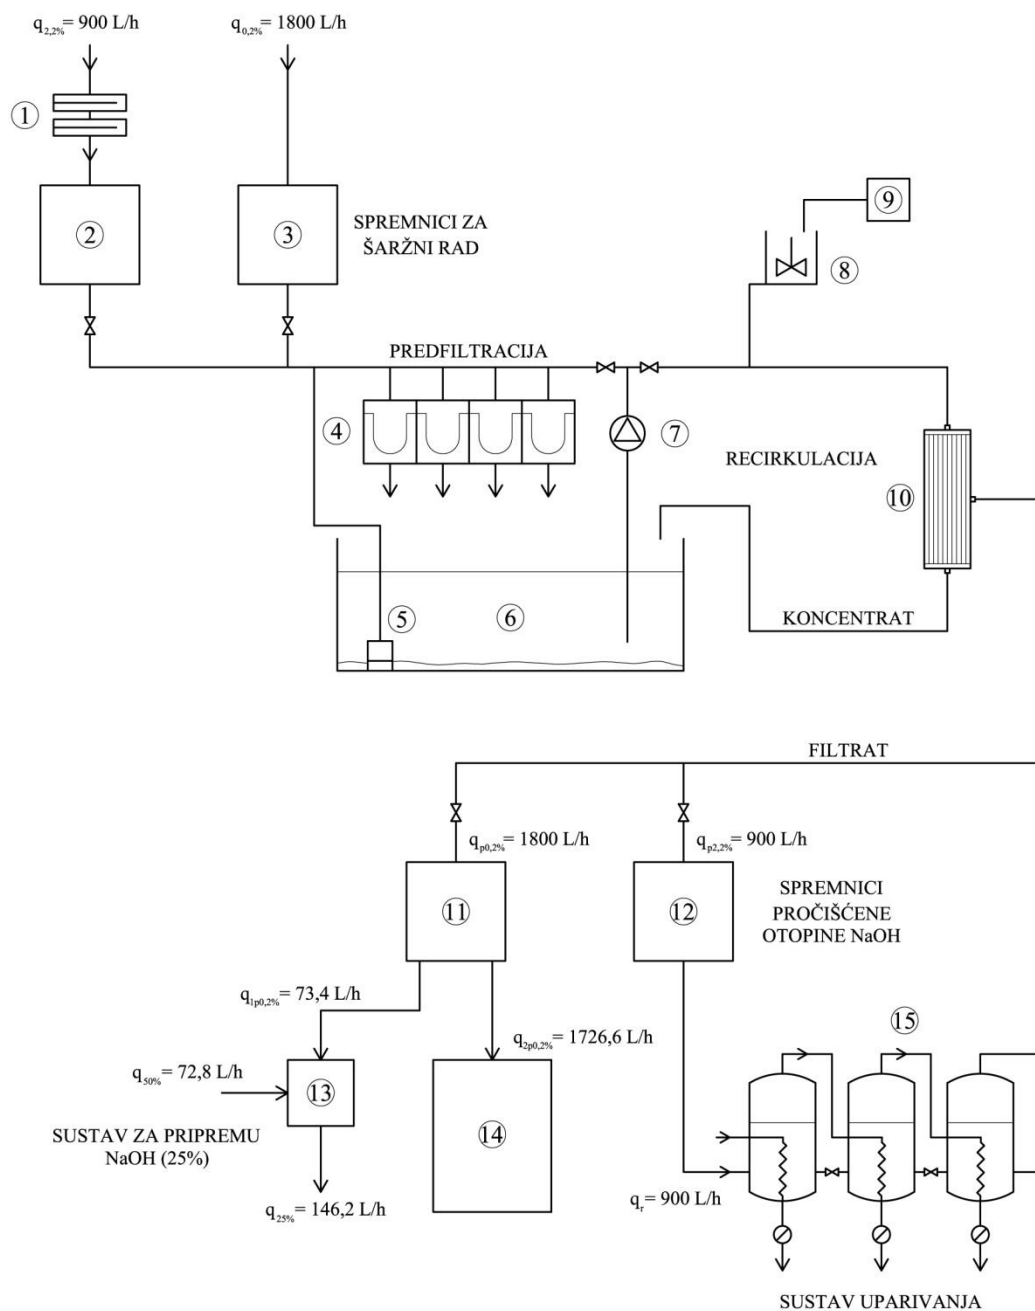 q2,2%= 900 L/h
q0,2%= 1800 L/h
1
2
3
SPREMNICI ZA
ŠARŽNI RAD
9
8
PREDFILTRACIJA
4
7
RECIRKULACIJA
10
5
6
KONCENTRAT
FILTRAT
qp0,2%= 1800 L/h
qp2,2%= 900 L/h
11
12
SPREMNICI
PROČIŠĆENE
OTOPINE NaOH
q1p0,2%= 73,4 L/h
q2p0,2%= 1726,6 L/h
15
q50%= 72,8 L/h
13
14
SUSTAV ZA PRIPREMU
NaOH (25%)
q25%= 146,2 L/h
qr= 900 L/h
SUSTAV UPARIVANJA